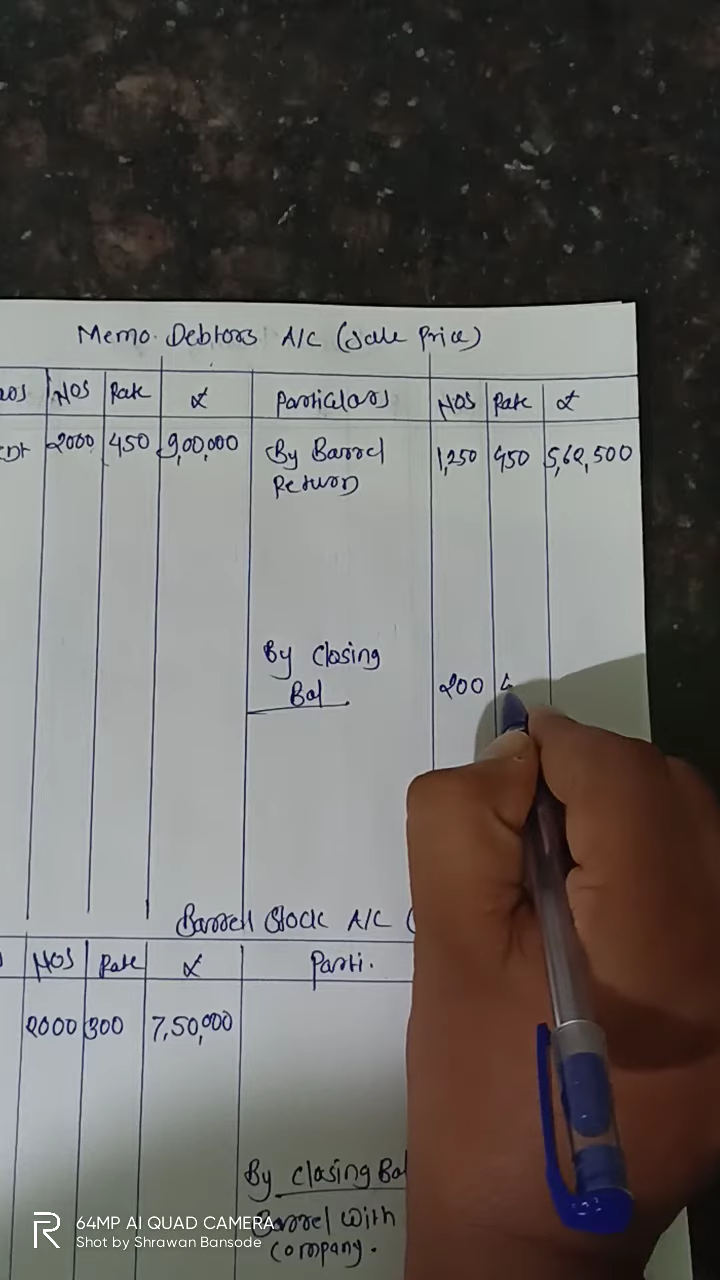 Memo. Debtors A/C (Sale Price)
NOS Rate ₹ Particulars NOS Rate ₹
2000 450 9,00,000 By Barrel 1,250 450 5,62,500
Return
By Closing
Bal 200
Barrell Stock A/C (
NOS Rate ₹ Parti.
2000 300 7,50,000
By Closing Bal
Barrel with
Company.
64MP AI QUAD CAMERA
Shot by Shrawan Bansode